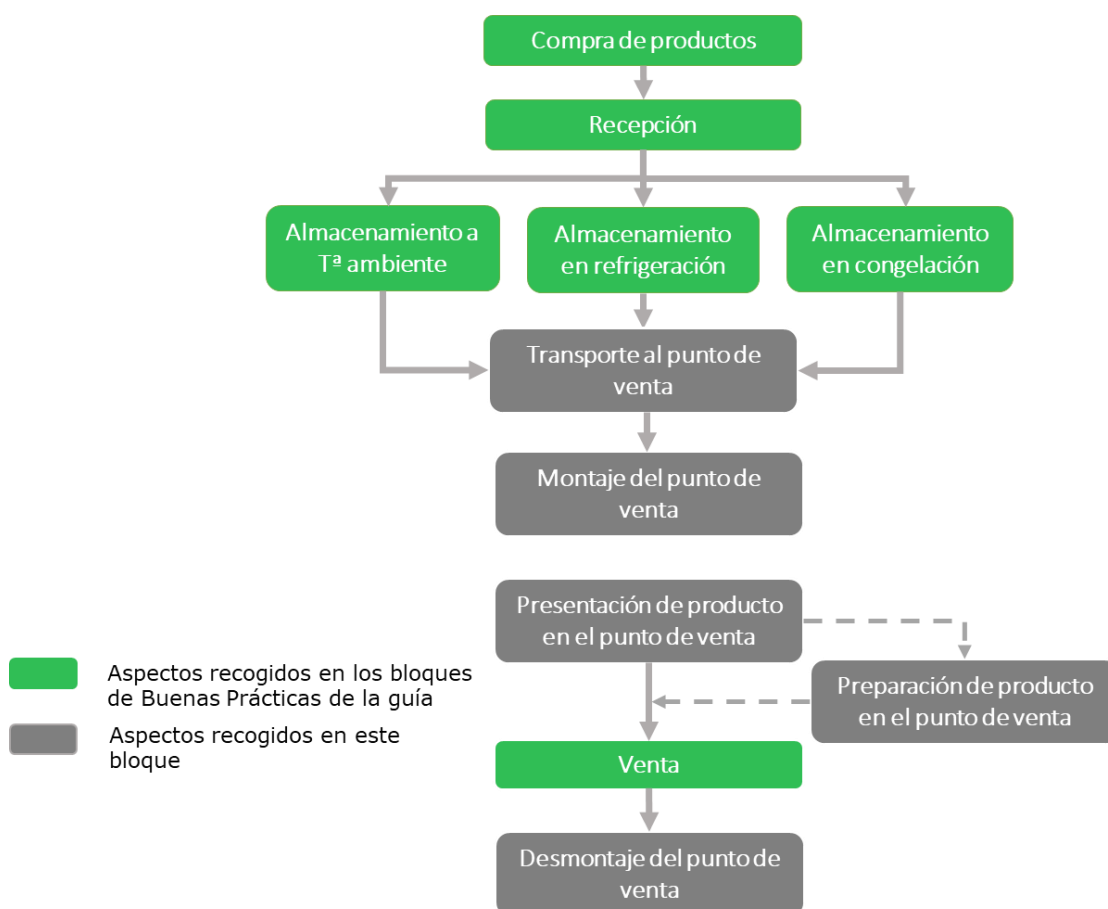 Compra de productos
Recepción
Almacenamiento a
Tª ambiente
Almacenamiento
en refrigeración
Almacenamiento
en congelación
Transporte al punto de
venta
Montaje del punto de
venta
Presentación de producto
en el punto de venta
Preparación de producto
en el punto de venta
Aspectos recogidos en los bloques
de Buenas Prácticas de la guía
Aspectos recogidos en este
bloque
Venta
Desmontaje del punto de
venta